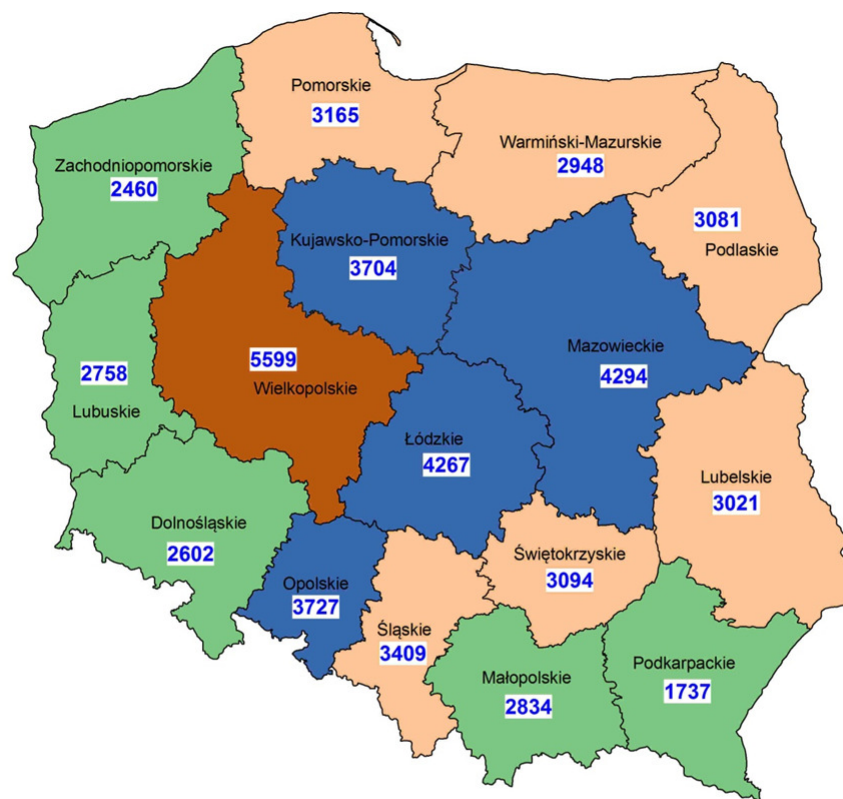 Pomorskie
3165
Warmiński-Mazurskie
2948
Zachodniopomorskie
2460
3081
Podlaskie
Kujawsko-Pomorskie
3704
Mazowieckie
4294
5599
Wielkopolskie
2758
Lubuskie
Łódzkie
4267
Lubelskie
3021
Dolnośląskie
2602
Świętokrzyskie
3094
Opolskie
3727
Śląskie
3409
Małopolskie
2834
Podkarpackie
1737